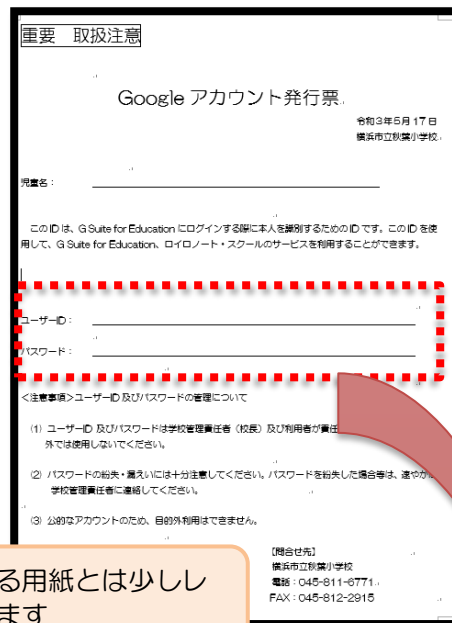 重要　取扱注意
Google アカウント発行票
令和3年5月17日
横浜市立秋葉小学校
児童名：
このIDは、G Suite for Education にログインする際に本人を識別するためのIDです。このIDを使
用して、G Suite for Education、ロイロノート・スクールのサービスを利用することができます。
ユーザーID：
パスワード：
<注意事項>ユーザーID及びパスワードの管理について
(1) ユーザーID及びパスワードは学校管理責任者（校長）及び利用者が責任
外では使用しないでください。
(2) パスワードの紛失・漏えいには十分注意してください。パスワードを紛失した場合等は、速やかに
学校管理責任者に連絡してください。
(3) 公的なアカウントのため、目的外利用はできません。
【問合せ先】
横浜市立秋葉小学校
電話：045-811-6771
FAX：045-812-2915
る用紙とは少しレ
ます